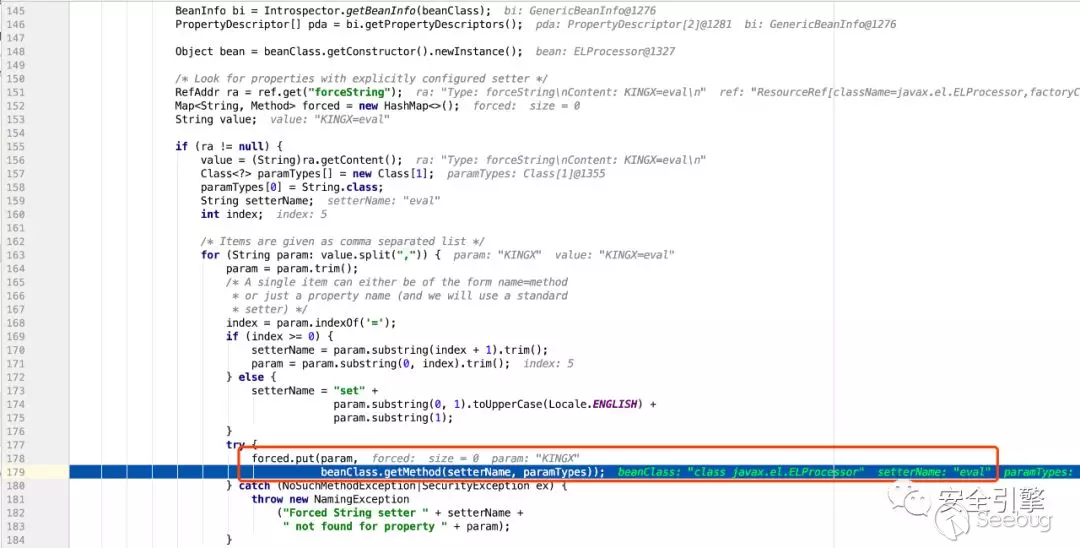 145 BeanInfo bi = Introspector.getBeanInfo(beanClass); bi: GenericBeanInfo@1276
146 PropertyDescriptor[] pda = bi.getPropertyDescriptors(); pda: PropertyDescriptor[2]@1281 bi: GenericBeanInfo@1276
147
148 Object bean = beanClass.getConstructor().newInstance(); bean: ELProcessor@1327
149
150 /* Look for properties with explicitly configured setter */
151 RefAddr ra = ref.get("forceString"); ra: "Type: forceString\nContent: KINGX=eval\n" ref: "ResourceRef[className=javax.el.ELProcessor,factoryC
152 Map<String, Method> forced = new HashMap<>(); forced: size = 0
153 String value; value: "KINGX=eval"
154
155 if (ra != null) {
156 value = (String)ra.getContent(); ra: "Type: forceString\nContent: KINGX=eval\n"
157 Class<?> paramTypes[] = new Class[1]; paramTypes: Class[1]@1355
158 paramTypes[0] = String.class;
159 String setterName; setterName: "eval"
160 int index; index: 5
161
162 /* Items are given as comma separated list */
163 for (String param: value.split(",")) { param: "KINGX" value: "KINGX=eval"
164 param = param.trim();
165 /* A single item can either be of the form name=method
166 * or just a property name (and we will use a standard
167 * setter) */
168 index = param.indexOf('=');
169 if (index >= 0) {
170 setterName = param.substring(index + 1).trim();
171 param = param.substring(0, index).trim(); index: 5
172 } else {
173 setterName = "set" +
174 param.substring(0, 1).toUpperCase(Locale.ENGLISH) +
175 param.substring(1);
176 }
177 try {
178 forced.put(param, forced: size = 0 param: "KINGX"
179 beanClass.getMethod(setterName, paramTypes)); beanClass: "class javax.el.ELProcessor" setterName: "eval" paramTypes:
180 } catch (NoSuchMethodException|SecurityException ex) {
181 throw new NamingException
182 ("Forced String setter " + setterName +
183 " not found for property " + param);
184 }
安全引擎
Seebug